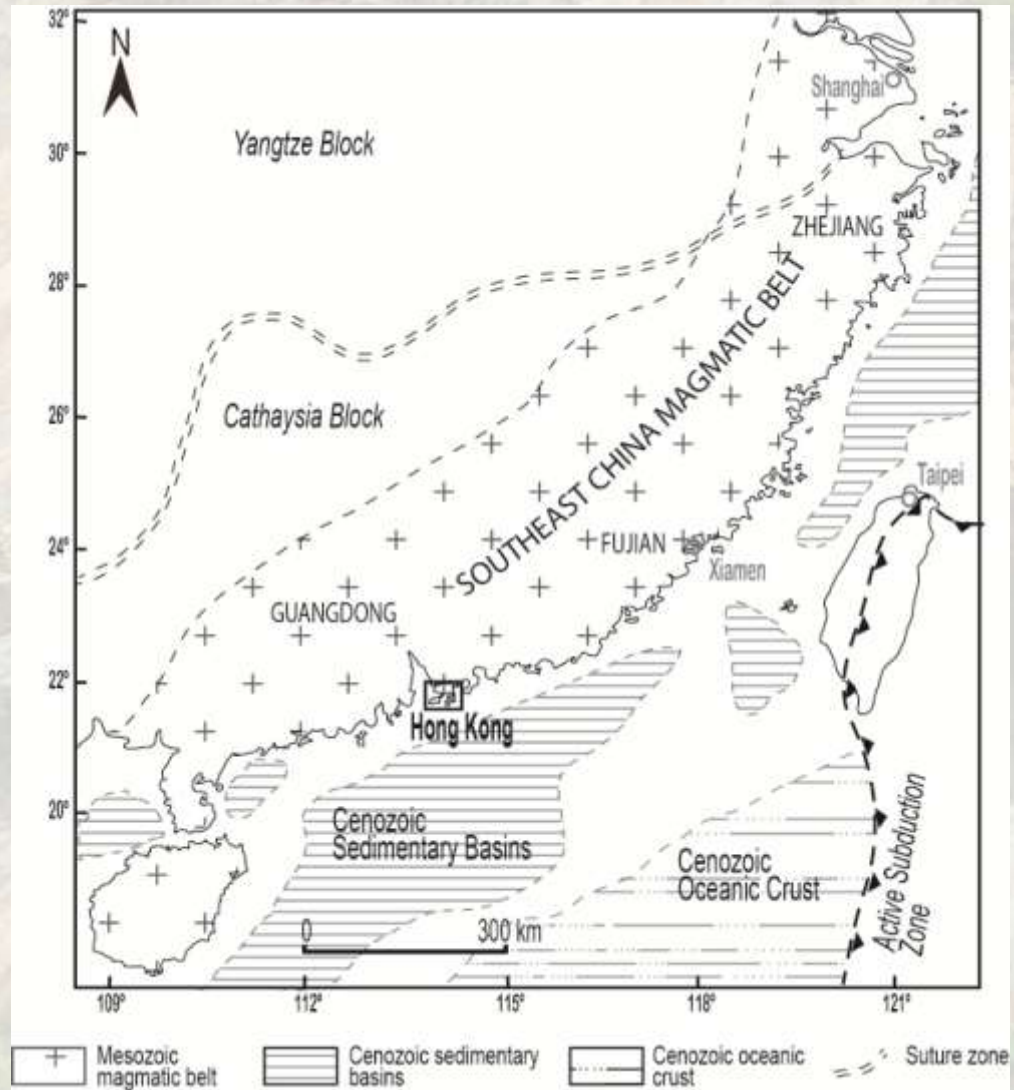 32°
N
Shanghai
Yangtze Block
30°
ZHEJIANG
28°
SOUTHEAST CHINA MAGMATIC BELT
26°
Cathaysia Block
Taipei
24°
FUJIAN
Xiamen
GUANGDONG
22°
Hong Kong
20°
Cenozoic
Sedimentary Basins
Cenozoic
Oceanic Crust
Active Subduction
Zone
0
300 km
109°
112°
115°
118°
121°
Mesozoic
magmatic belt
Cenozoic sedimentary
basins
Cenozoic oceanic
crust
Suture zone